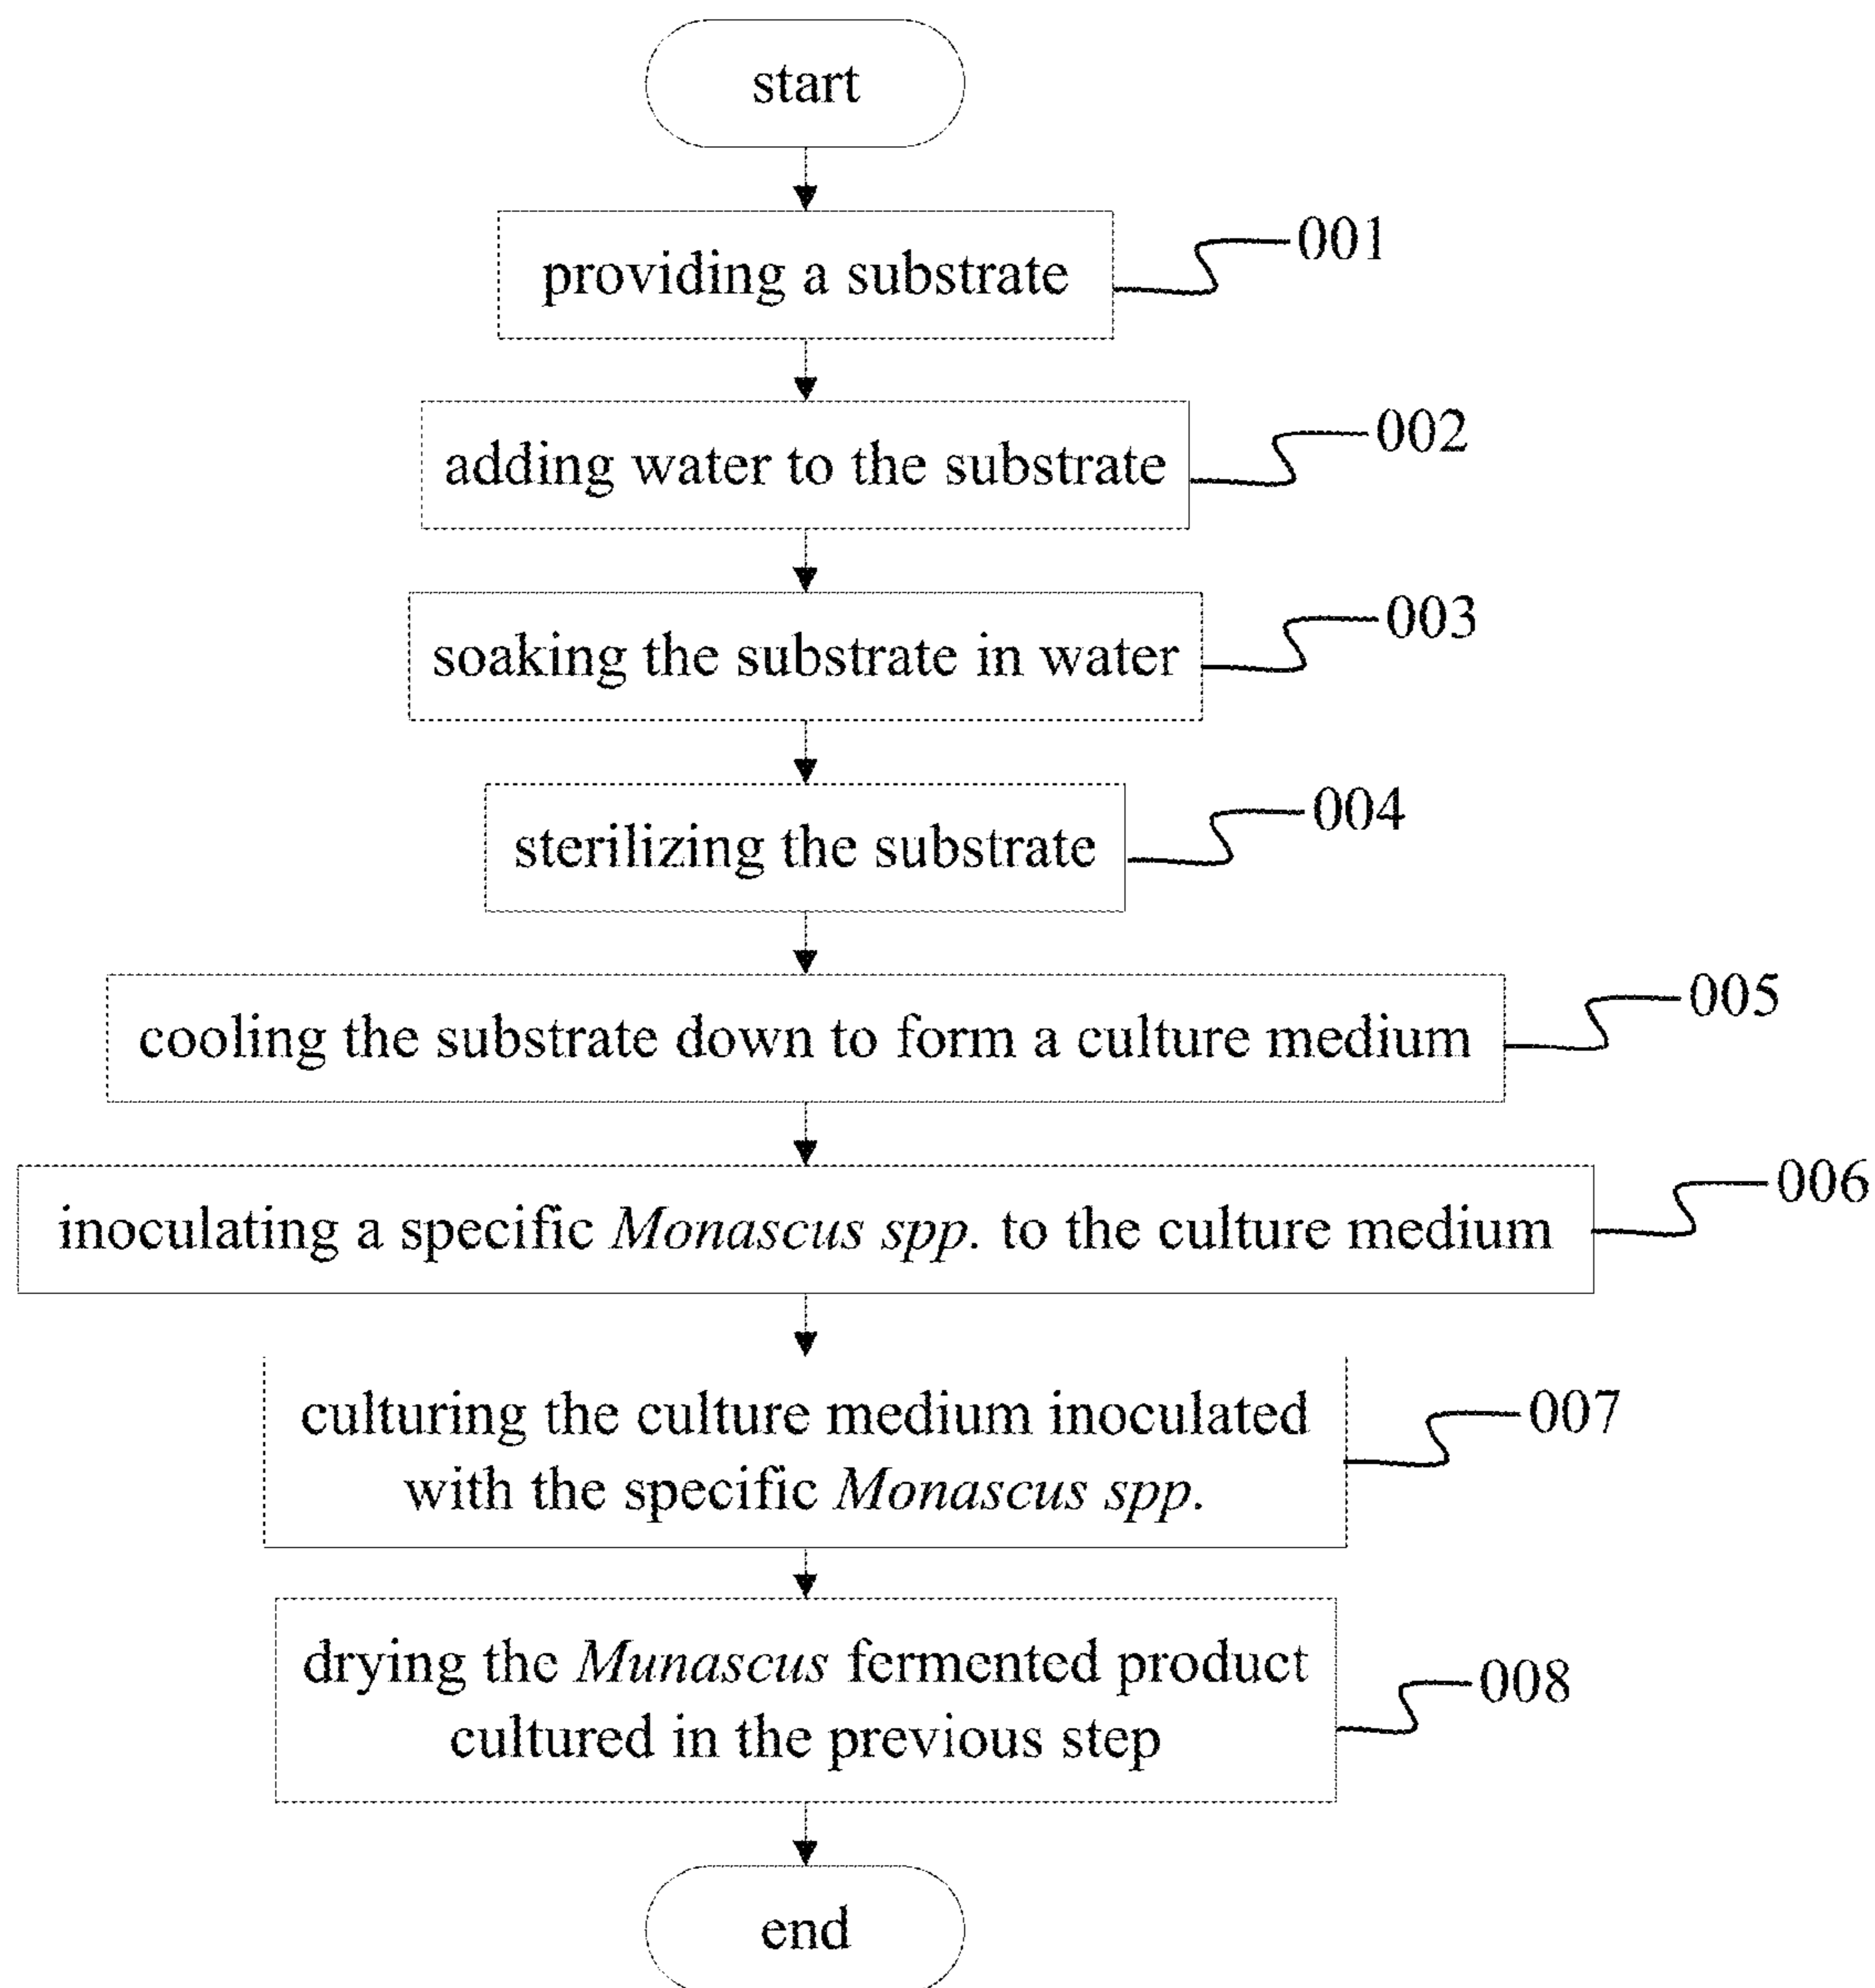 start
providing a substrate
001
adding water to the substrate
002
soaking the substrate in water
003
sterilizing the substrate
004
cooling the substrate down to form a culture medium
005
inoculating a specific Monascus spp. to the culture medium
006
culturing the culture medium inoculated
with the specific Monascus spp.
007
drying the Munascus fermented product
cultured in the previous step
008
end